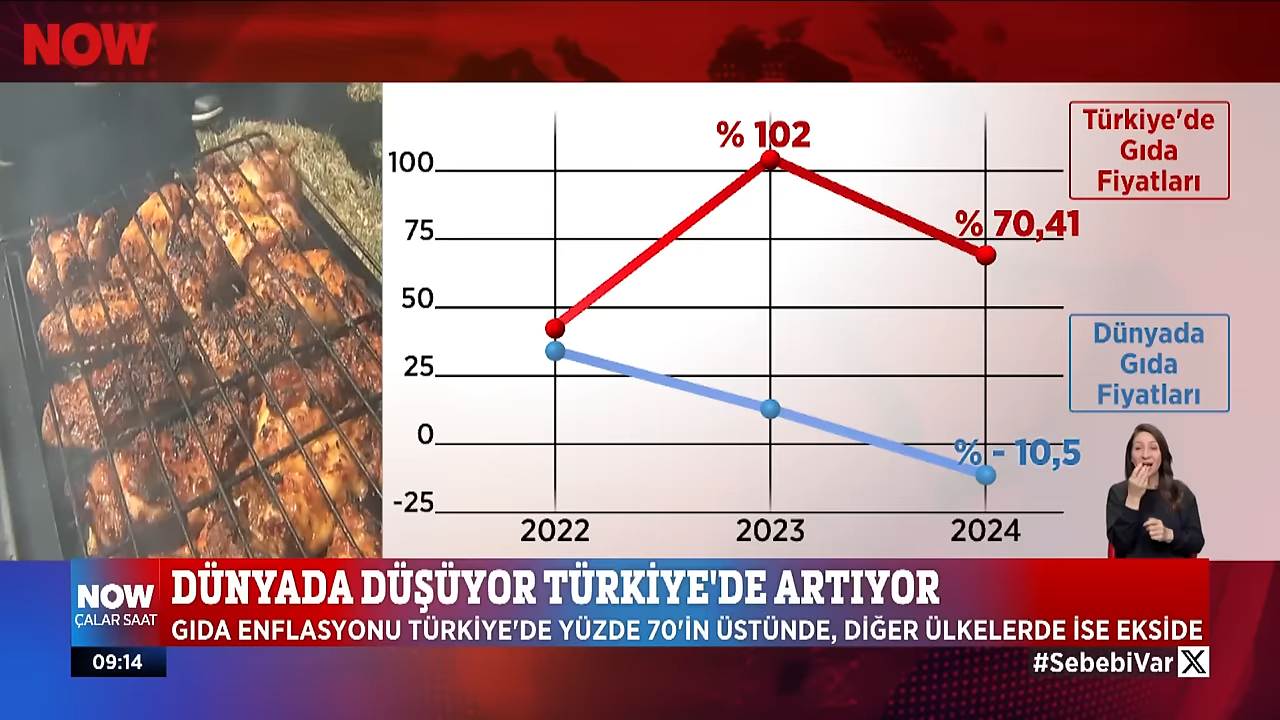 NOW
% 102
Türkiye'de
Gıda
Fiyatları
100
% 70,41
75
50
Dünyada
Gıda
Fiyatları
25
0
% - 10,5
-25
2022 2023 2024
NOW
ÇALAR SAAT
DÜNYADA DÜŞÜYOR TÜRKİYE'DE ARTIYOR
GIDA ENFLASYONU TÜRKİYE'DE YÜZDE 70'İN ÜSTÜNDE, DİĞER ÜLKELERDE İSE EKSİDE
09:14
#SebebiVar X